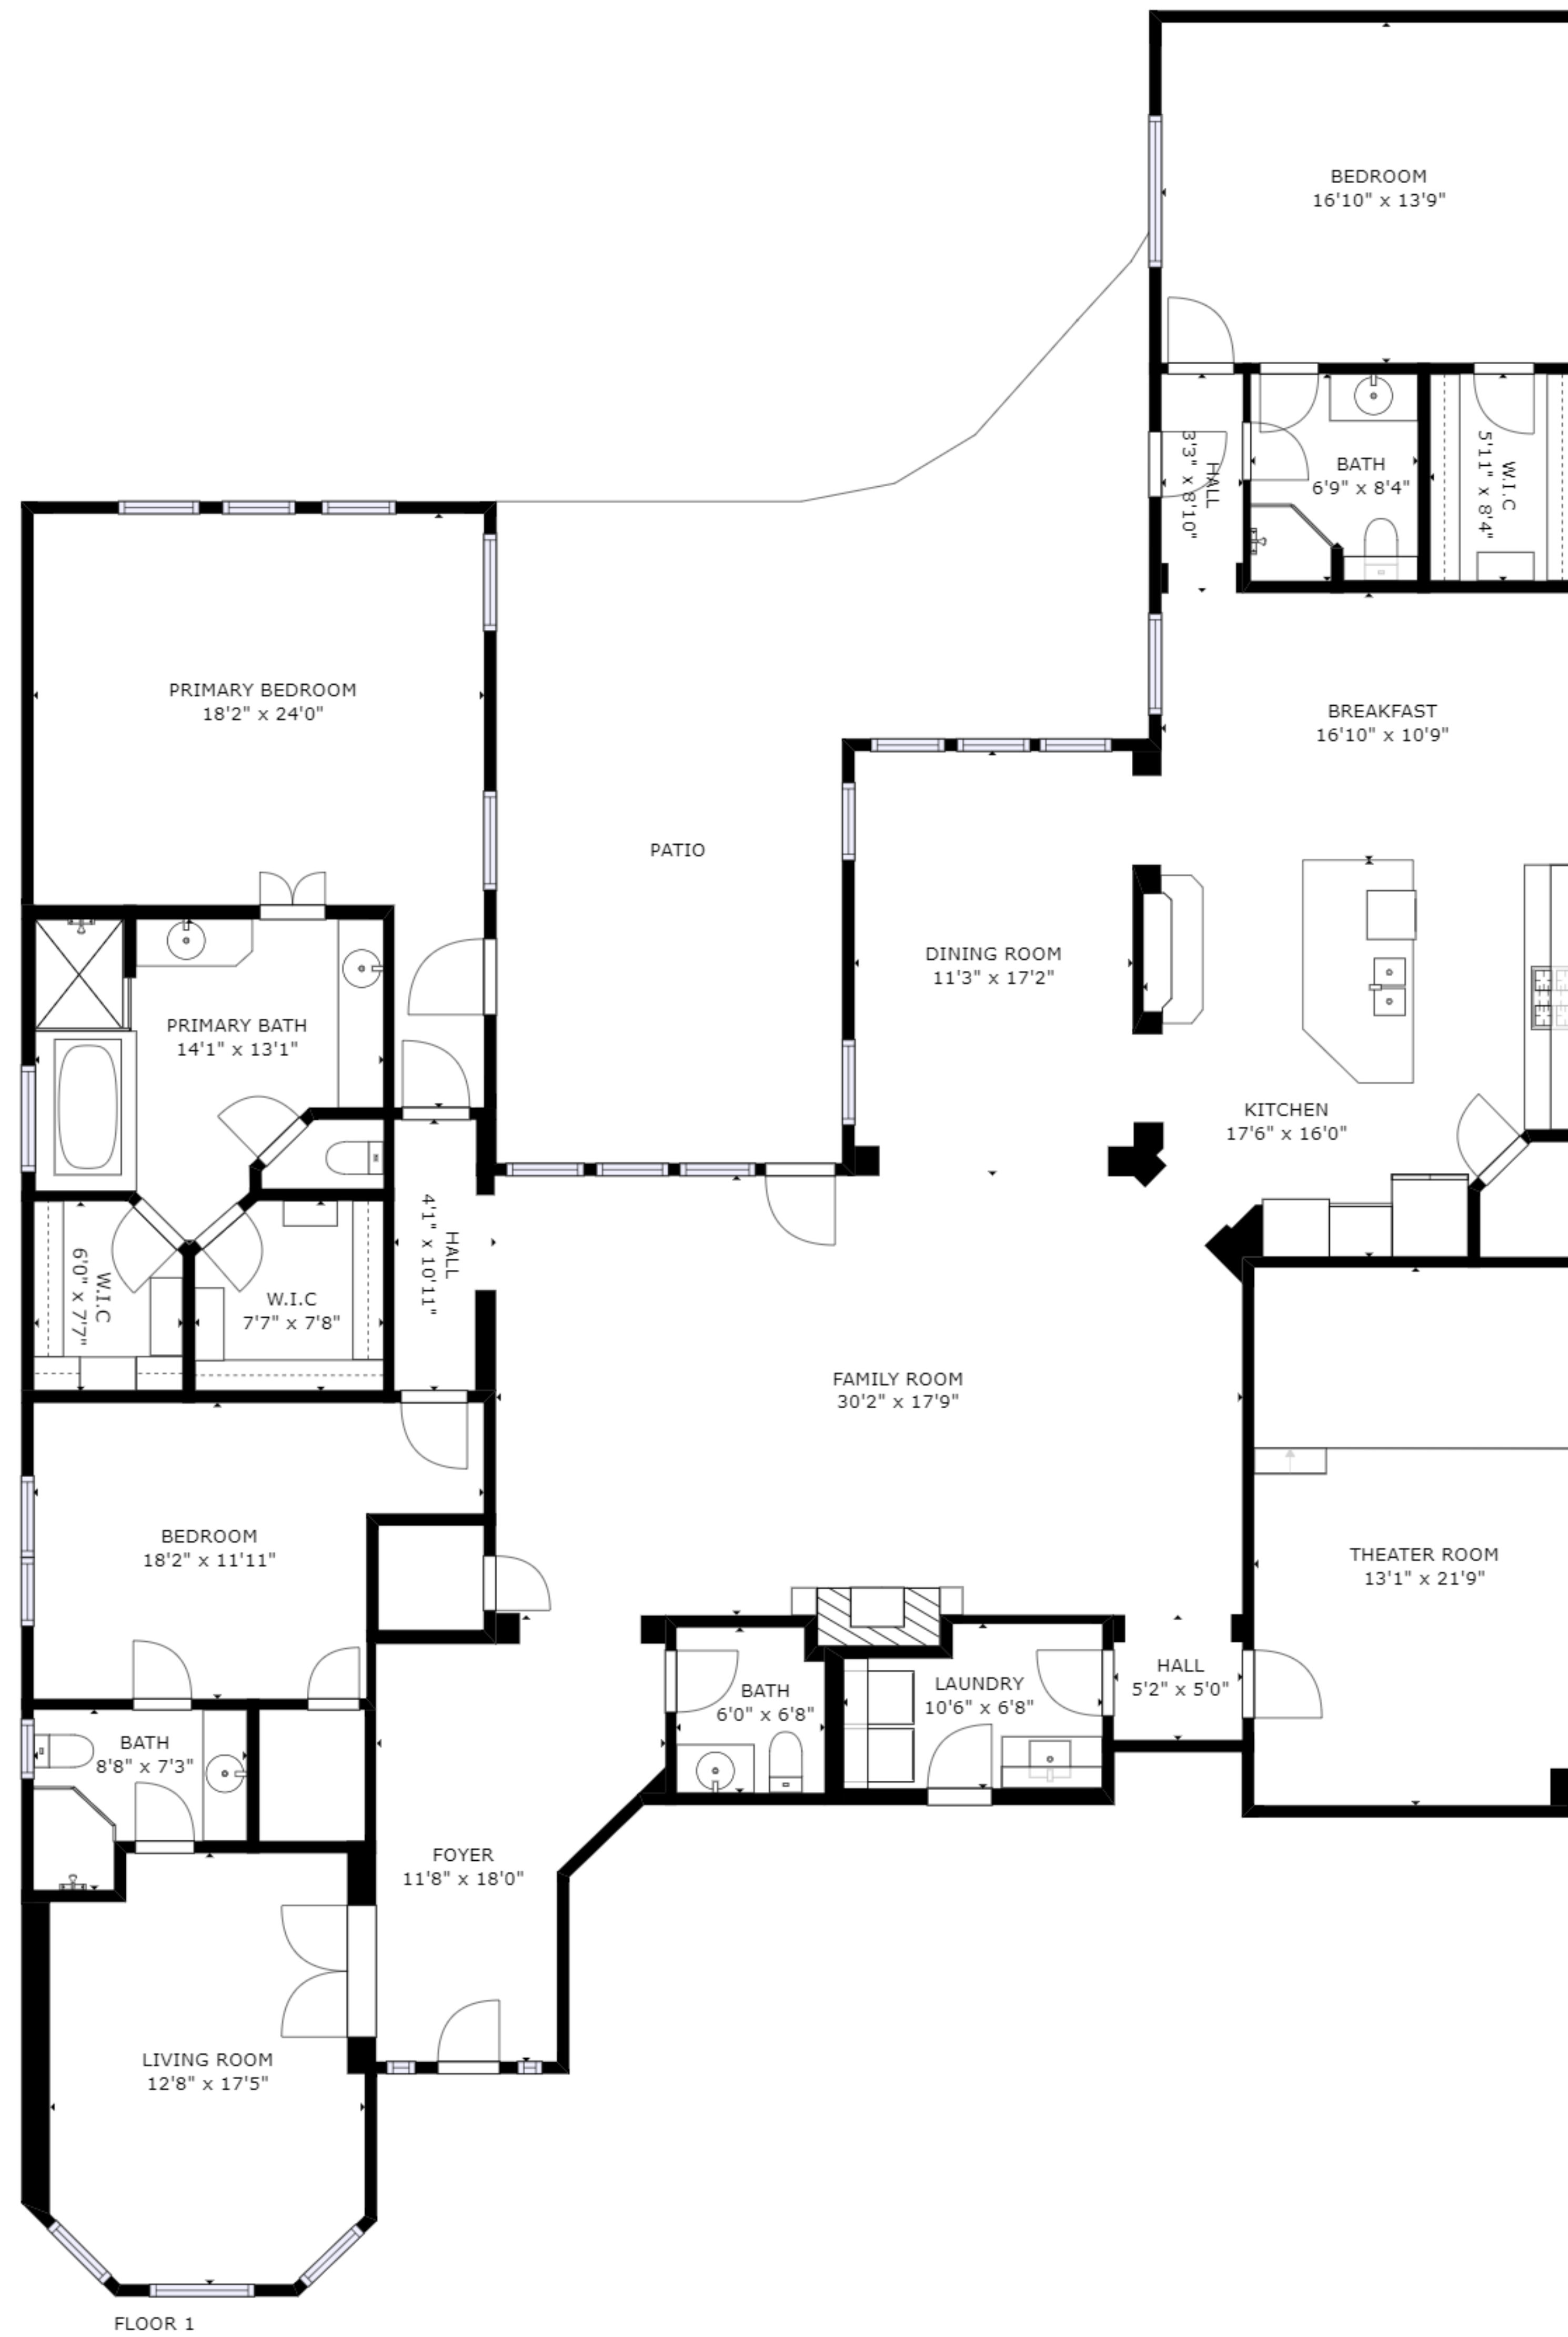 BEDROOM
16'10" x 13'9"
HALL
3'3" x 8'10"
BATH
6'9" x 8'4"
W.I.C
5'11" x 8'4"
PRIMARY BEDROOM
18'2" x 24'0"
BREAKFAST
16'10" x 10'9"
PATIO
DINING ROOM
11'3" x 17'2"
PRIMARY BATH
14'1" x 13'1"
KITCHEN
17'6" x 16'0"
HALL
4'1" x 10'11"
W.I.C
6'0" x 7'7"
W.I.C
7'7" x 7'8"
FAMILY ROOM
30'2" x 17'9"
BEDROOM
18'2" x 11'11"
THEATER ROOM
13'1" x 21'9"
HALL
5'2" x 5'0"
LAUNDRY
10'6" x 6'8"
BATH
6'0" x 6'8"
BATH
8'8" x 7'3"
FOYER
11'8" x 18'0"
LIVING ROOM
12'8" x 17'5"
FLOOR 1